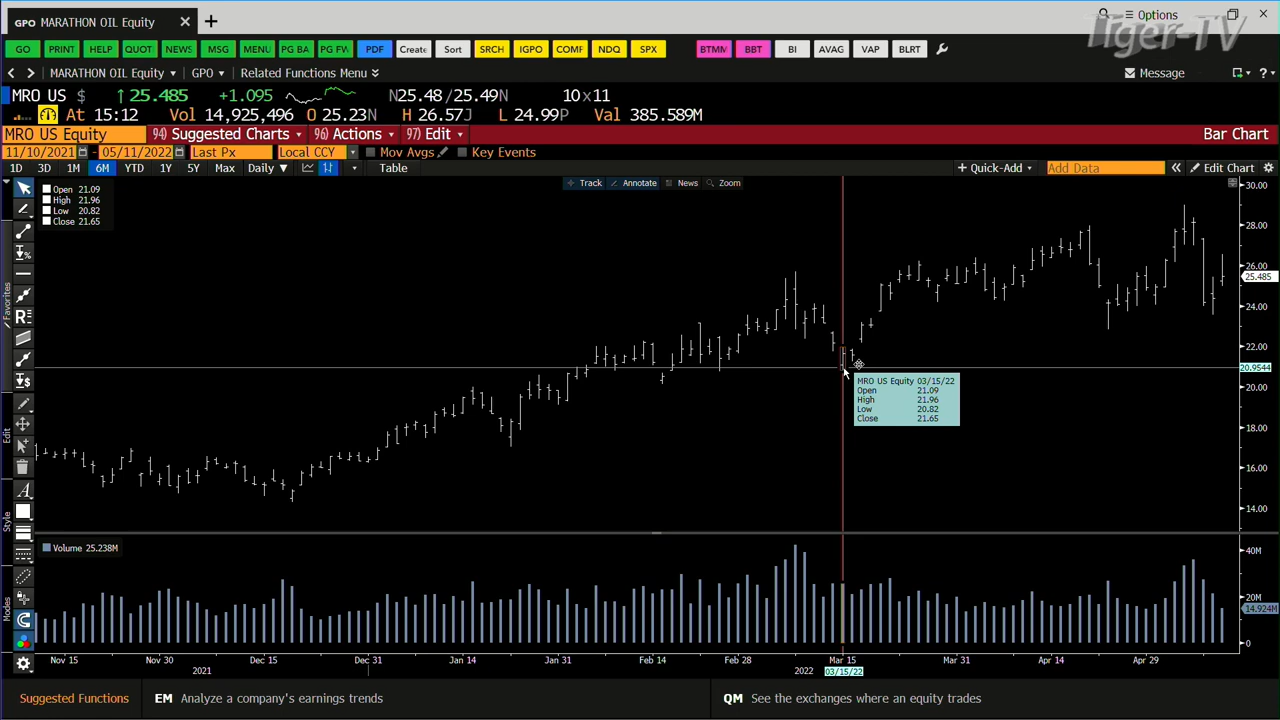 GPO MARATHON OIL Equity
Options
Tiger-TV
GO PRINT HELP QUOT NEWS MSG MENU PG BA PG FW PDF Create Sort SRCH IGPO COMF NDQ SPX BTMM BBT BI AVAG VAP BLRT
MARATHON OIL Equity GPO Related Functions Menu Message ?
MRO US $ ↑ 25.485 +1.095 N25.48 / 25.49N 10 x 11
At 15:12 Vol 14,925,496 O 25.23N H 26.57J L 24.99P Val 385.589M
MRO US Equity 94) Suggested Charts 96) Actions 97) Edit Bar Chart
11/10/2021 - 05/11/2022 Last Px Local CCY Mov Avgs Key Events
1D 3D 1M 6M YTD 1Y 5Y Max Daily Table + Quick-Add Add Data Edit Chart
Track Annotate News Zoom
Open 21.09
High 21.96
Low 20.82
Close 21.65
30.00
28.00
26.00
25.485
24.00
22.00
20.9544
20.00
18.00
16.00
14.00
MRO US Equity 03/15/22
Open 21.09
High 21.96
Low 20.82
Close 21.65
Favorites
Edit
Style
Modes
Volume 25.238M
40M
20M
14.924M
0
Nov 15 Nov 30 Dec 15 Dec 31 Jan 14 Jan 31 Feb 14 Feb 28 Mar 15 Mar 31 Apr 14 Apr 29
2021 2022 03/15/22
Suggested Functions EM Analyze a company's earnings trends QM See the exchanges where an equity trades